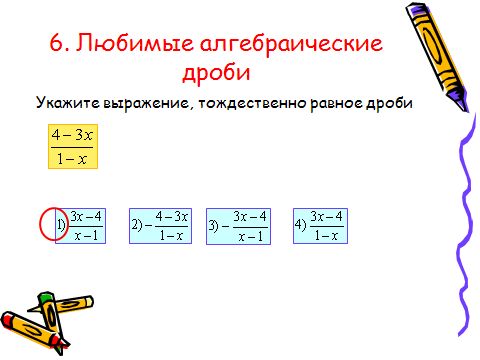 6. Любимые алгебраические
дроби
Укажите выражение, тождественно равное дроби
4 − 3x
1 − x
1) 3x − 4 2) − 4 − 3x 3) − 3x − 4 4) 3x − 4
x − 1 1 − x x − 1 1 − x